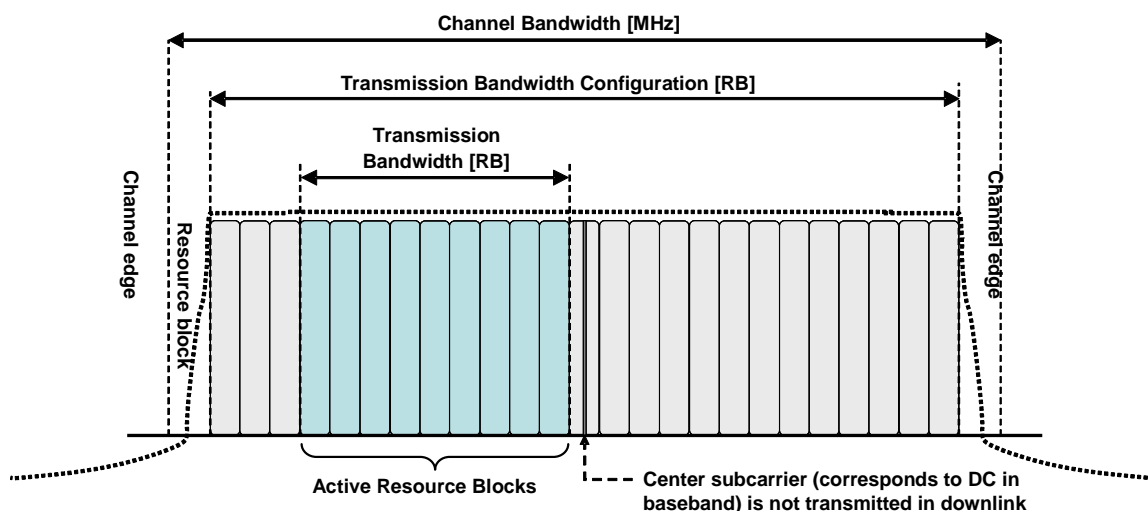 Channel Bandwidth [MHz]
Transmission Bandwidth Configuration [RB]
Transmission
Bandwidth [RB]
Channel edge
Resource block
Channel edge
Active Resource Blocks
Center subcarrier (corresponds to DC in
baseband) is not transmitted in downlink